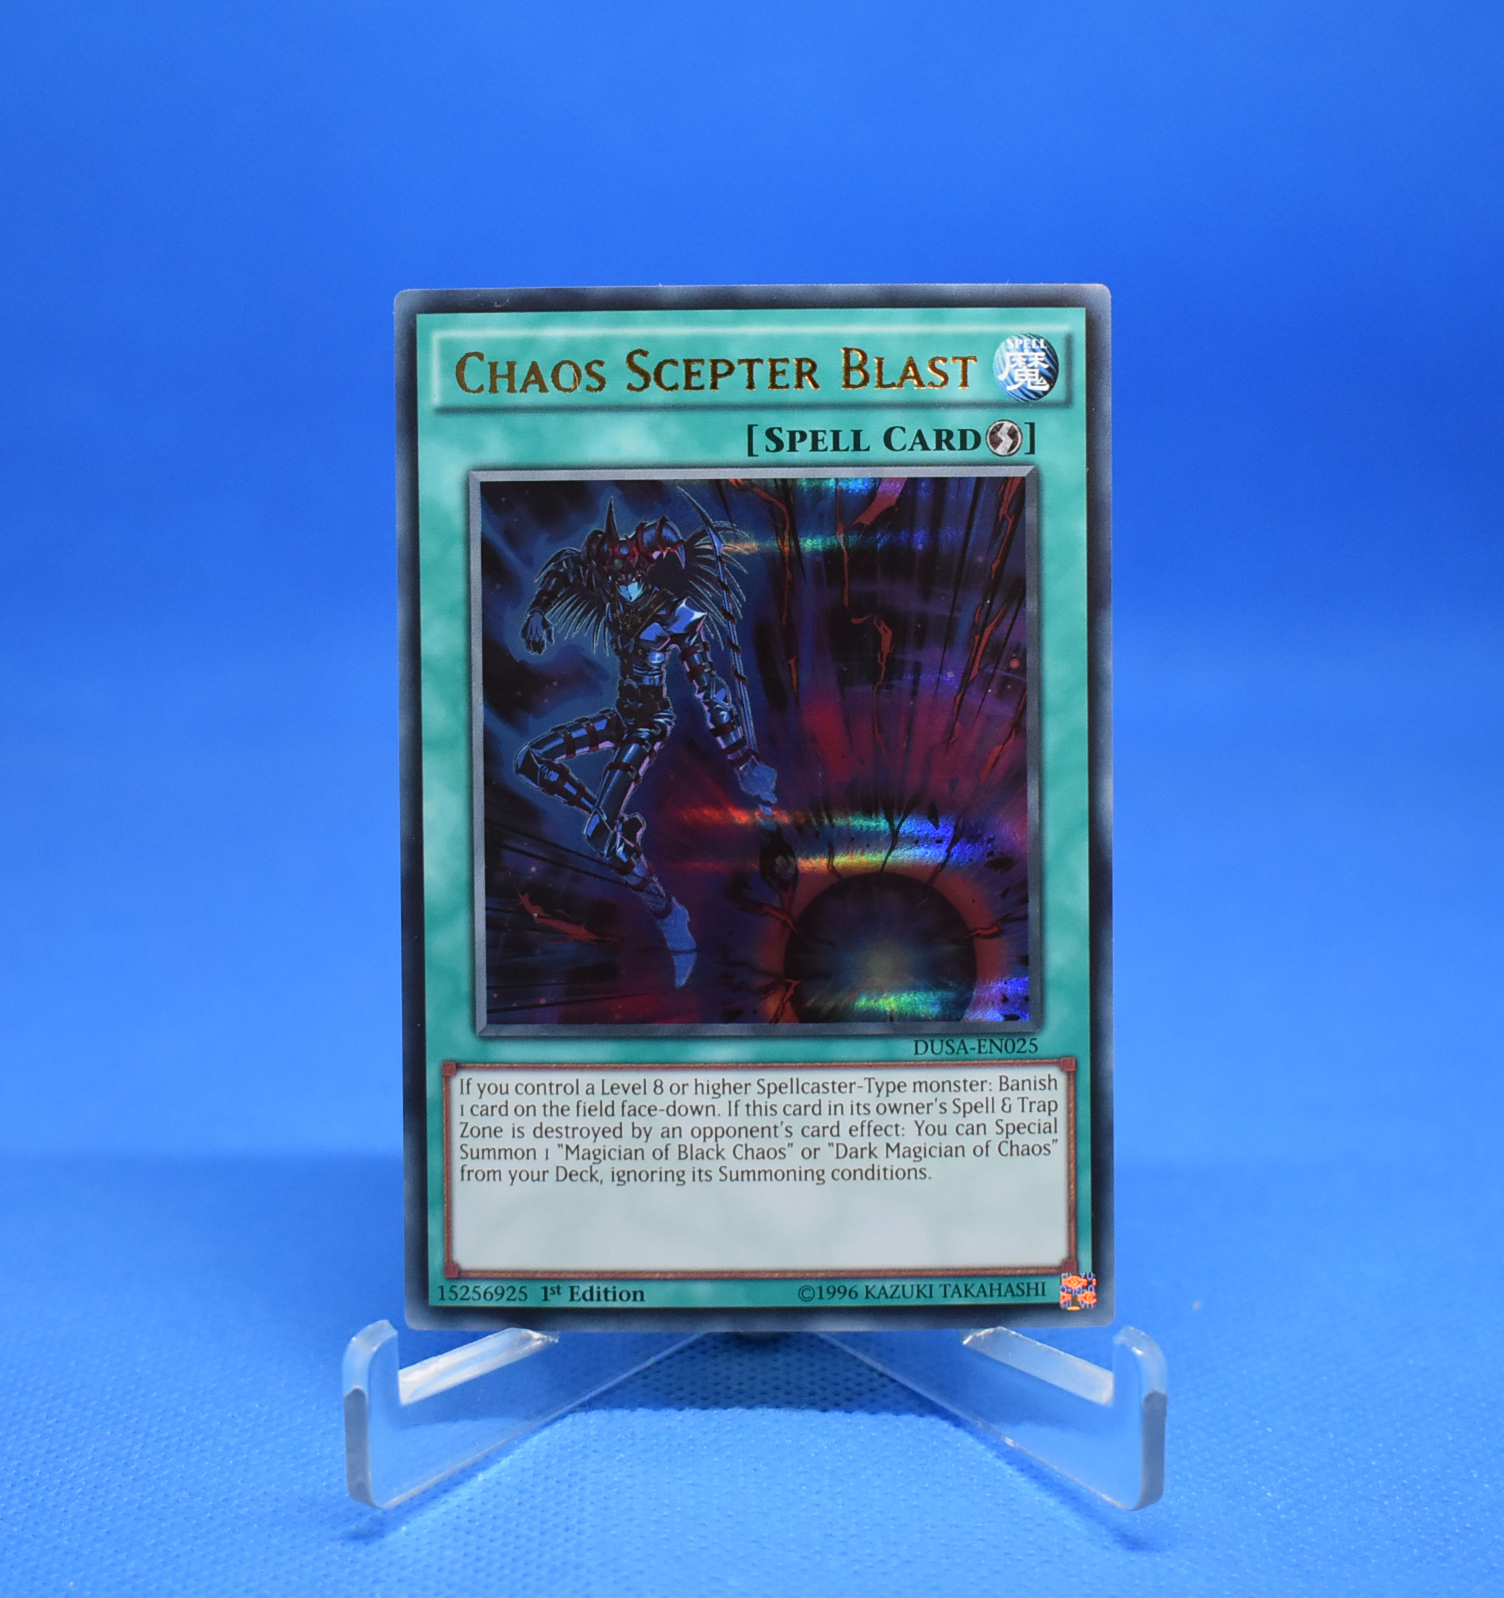 CHAOS SCEPTER BLAST
SPELL
魔
[SPELL CARD]
DUSA-EN025
If you control a Level 8 or higher Spellcaster-Type monster: Banish
1 card on the field face-down. If this card in its owner's Spell & Trap
Zone is destroyed by an opponent's card effect: You can Special
Summon 1 "Magician of Black Chaos" or "Dark Magician of Chaos"
from your Deck, ignoring its Summoning conditions.
15256925 1st Edition
©1996 KAZUKI TAKAHASHI